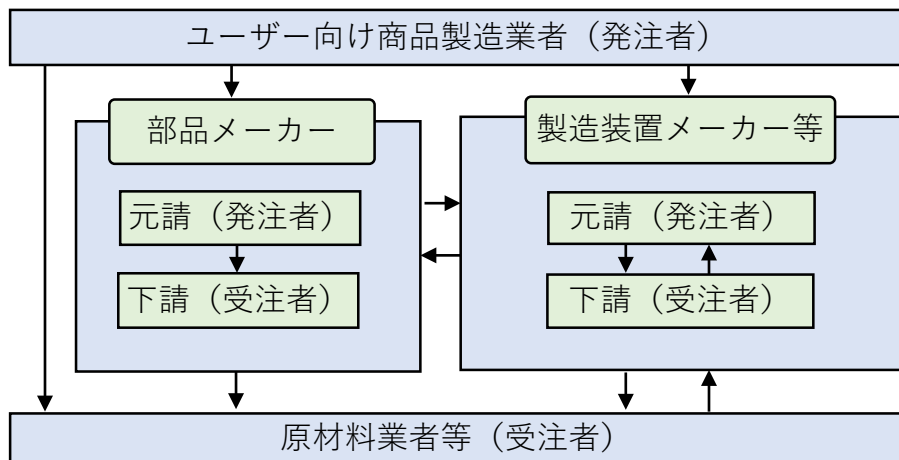 ユーザー向け商品製造業者（発注者）
部品メーカー
元請（発注者）
下請（受注者）
製造装置メーカー等
元請（発注者）
下請（受注者）
原材料業者等（受注者）